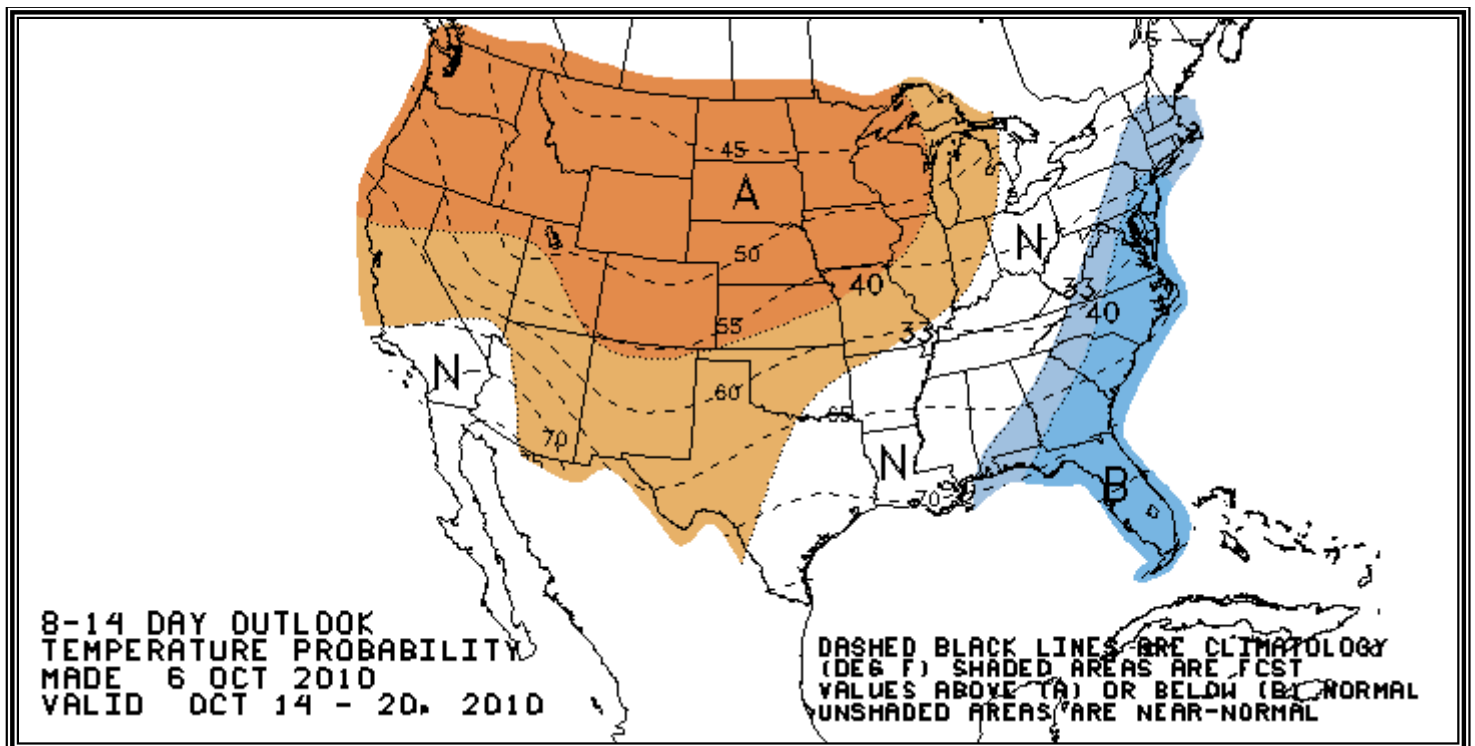 5
45
A
50
N
40
33
40
55
33
N
60
65
70
N
B
70
8-14 DAY OUTLOOK
TEMPERATURE PROBABILITY
MADE 6 OCT 2010
VALID OCT 14 - 20, 2010
DASHED BLACK LINES ARE CLIMATOLOGY
(DEG F) SHADED AREAS ARE FCST
VALUES ABOVE (A) OR BELOW (B) NORMAL
UNSHADED AREAS ARE NEAR-NORMAL